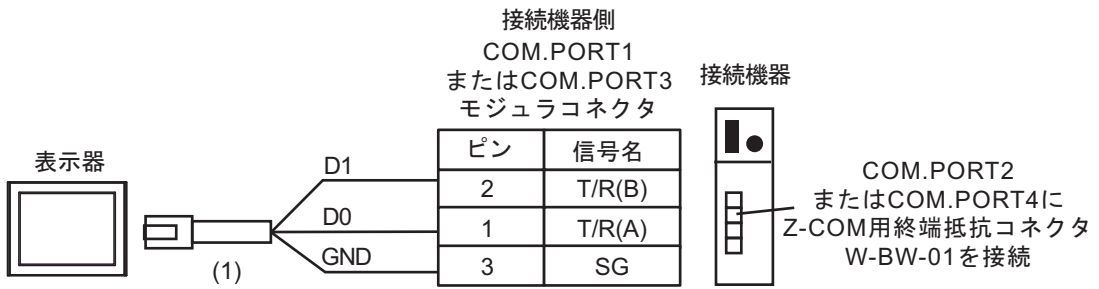 接続機器側
COM.PORT1
またはCOM.PORT3
モジュラコネクタ
接続機器
表示器
ピン 信号名
D1
2 T/R(B)
D0
1 T/R(A)
GND
3 SG
(1)
COM.PORT2
またはCOM.PORT4に
Z-COM用終端抵抗コネクタ
W-BW-01を接続